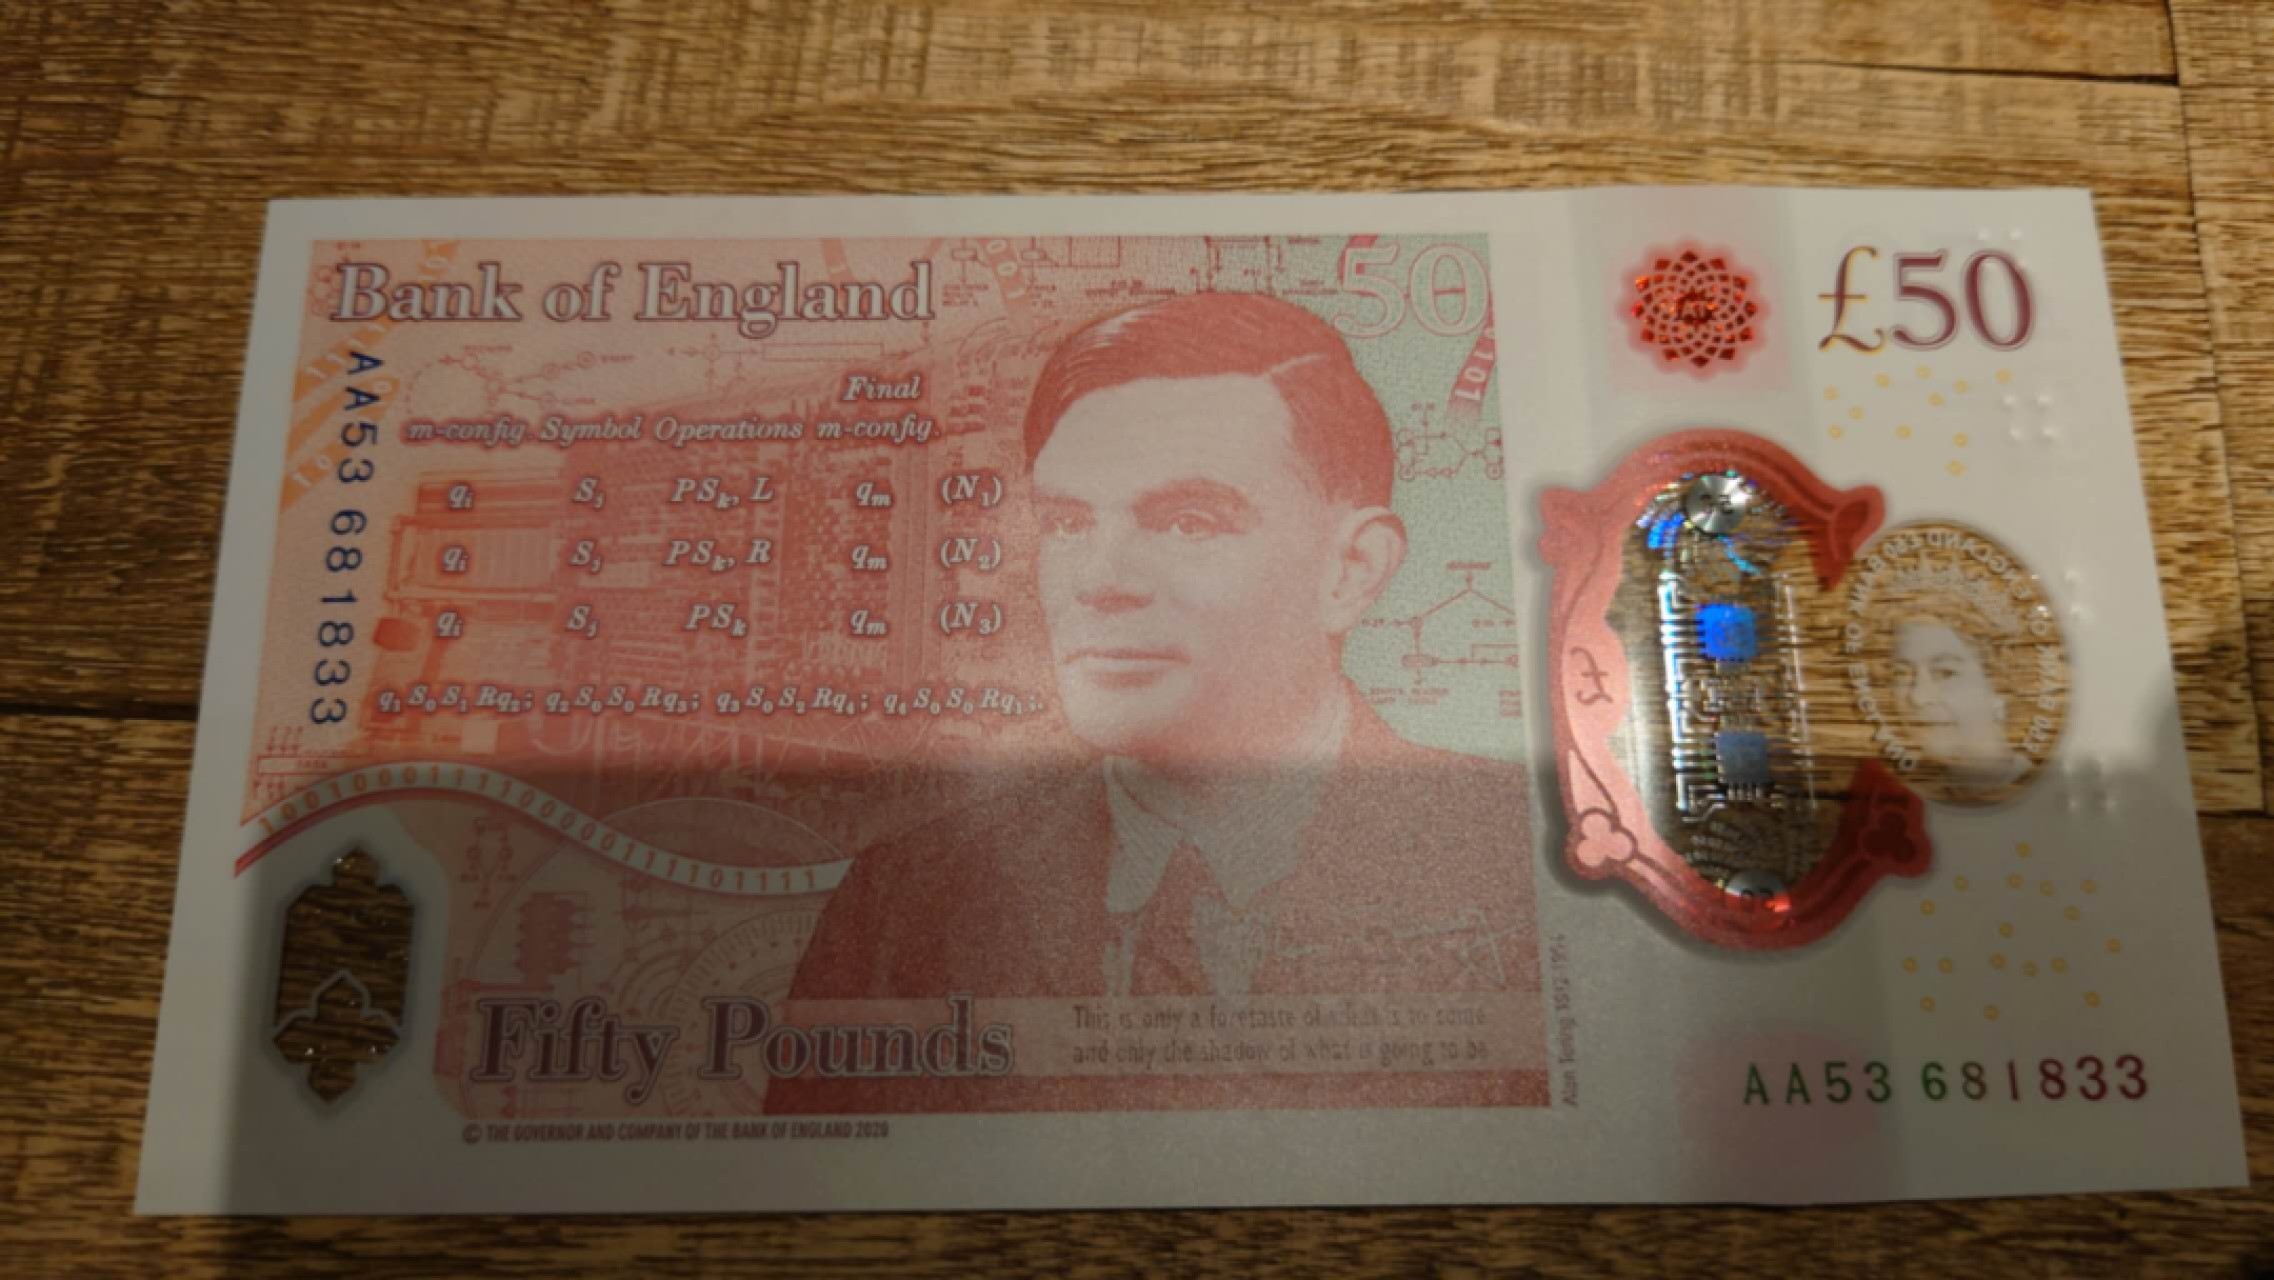 Bank of England
50
£50
AA53 681833
Final
m-config. Symbol Operations m-config.
qi Sj PSk, L qm (N1)
qi Sj PSk, R qm (N2)
qi Sj PSk qm (N3)
q1 S0 S1 Rq2; q2 S0 S0 Rq3; q3 S0 S2 Rq4; q4 S0 S0 Rq1;.
£
Fifty Pounds
This is only a foretaste of what is to come
and only the shadow of what is going to be
Alan Turing 1912-1954
AA53 681833
© THE GOVERNOR AND COMPANY OF THE BANK OF ENGLAND 2020